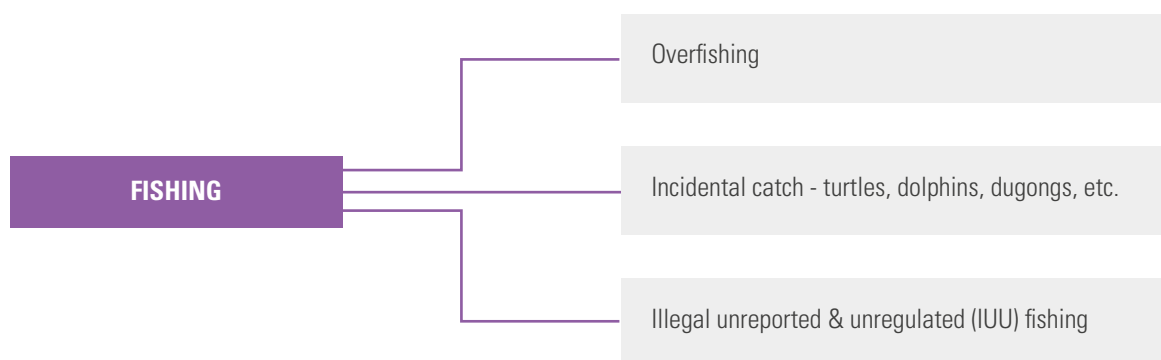 FISHING
Overfishing
Incidental catch - turtles, dolphins, dugongs, etc.
Illegal unreported & unregulated (IUU) fishing